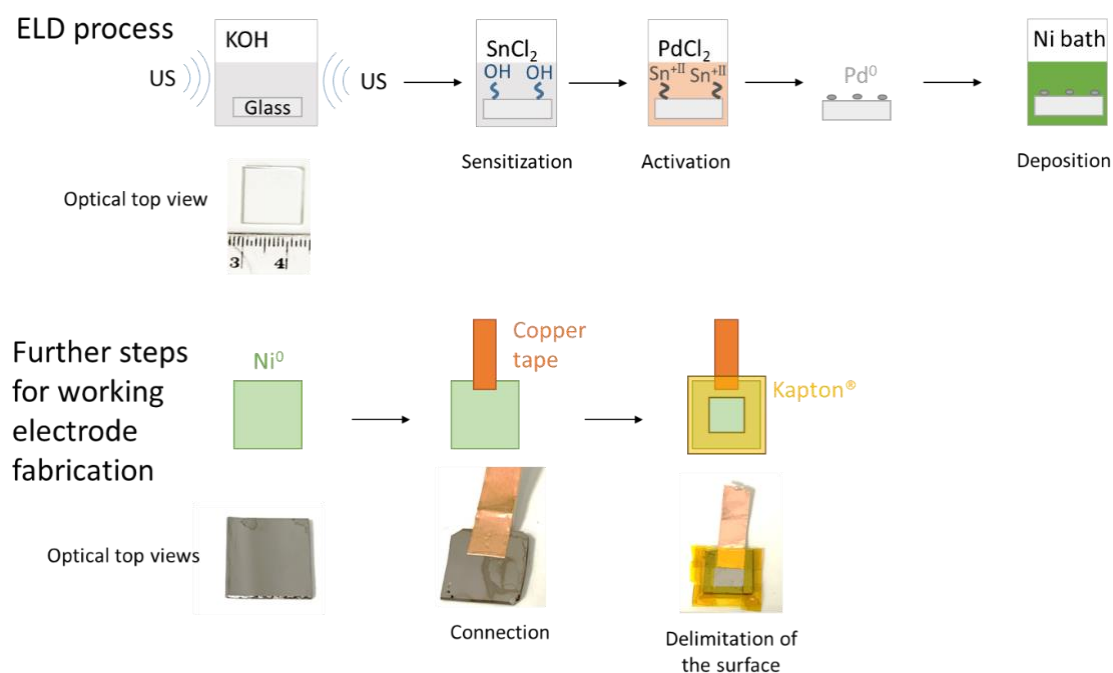 ELD process
KOH
US
US
Glass
SnCl₂
OH OH
Sensitization
PdCl₂
Sn⁺ᴵᴵ Sn⁺ᴵᴵ
Activation
Pd⁰
Ni bath
Deposition
Optical top view
3 4
Further steps
for working
electrode
fabrication
Ni⁰
Copper
tape
Kapton®
Optical top views
Connection
Delimitation of
the surface